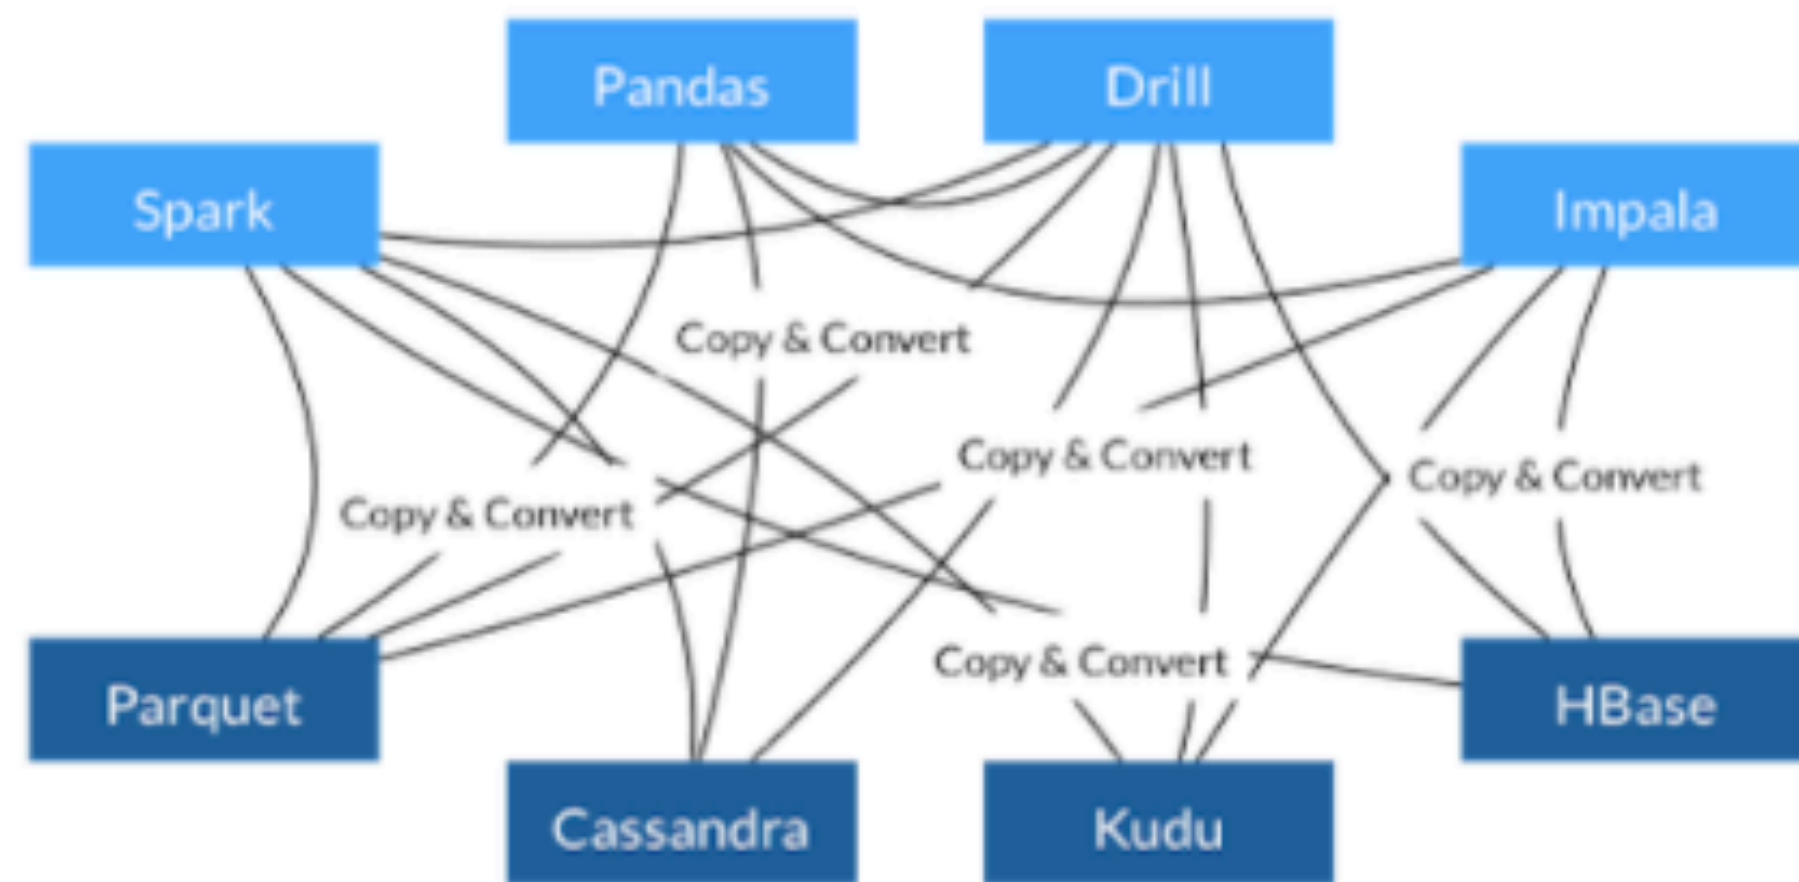 Pandas
Drill
Spark
Impala
Copy & Convert
Copy & Convert
Copy & Convert
Copy & Convert
Copy & Convert
Parquet
HBase
Cassandra
Kudu